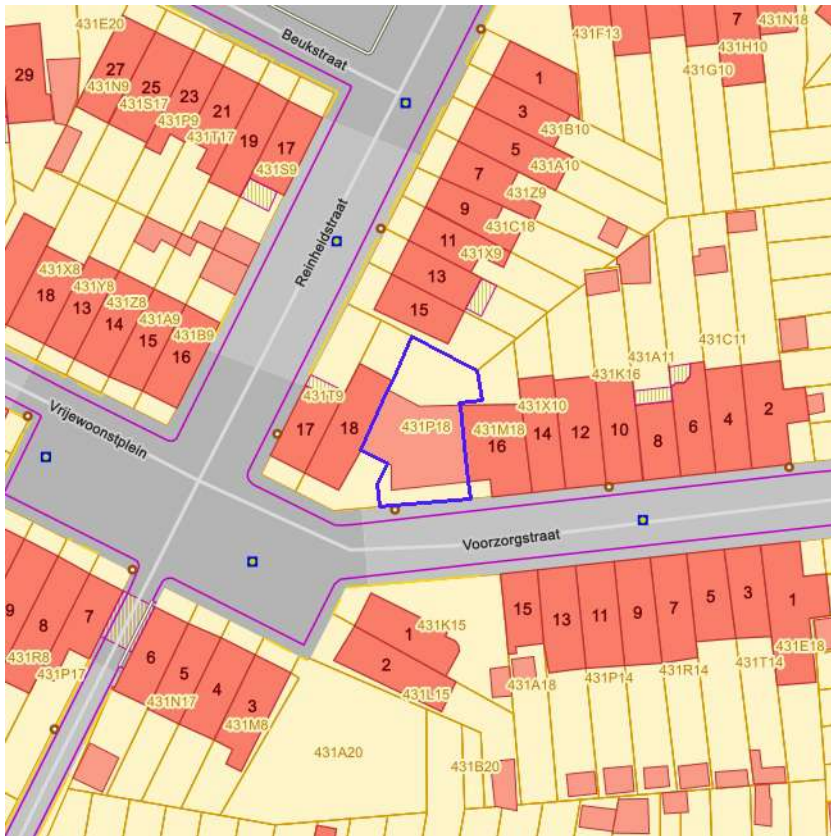 431E20
Beukstraat
29
27
431N9
25
431S17
23
431P9
21
431T17
19
17
431S9
1
3
431B10
5
431A10
7
431Z9
9
431C18
11
431X9
13
15
431F13
7
431N18
431H10
431G10
Reinheidstraat
431X8
18
431Y8
13
431Z8
14
431A9
15
431B9
16
Vrijewoonstplein
431T9
17
18
431P18
431M18
16
431X10
14
12
431K16
10
431A11
8
6
431C11
4
2
Voorzorgstraat
9
431R8
8
431P17
7
6
431N17
5
4
431M8
3
1
431K15
2
431L15
431A20
431B20
15
431A18
13
11
431P14
9
7
431R14
5
3
431T14
1
431E18